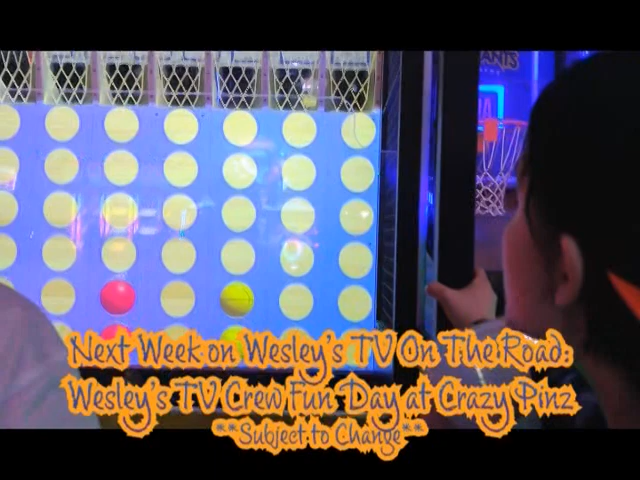 ANTS
Next Week on Wesley's TV On The Road:
Wesley's TV Crew Fun Day at Crazy Pinz
**Subject to Change**